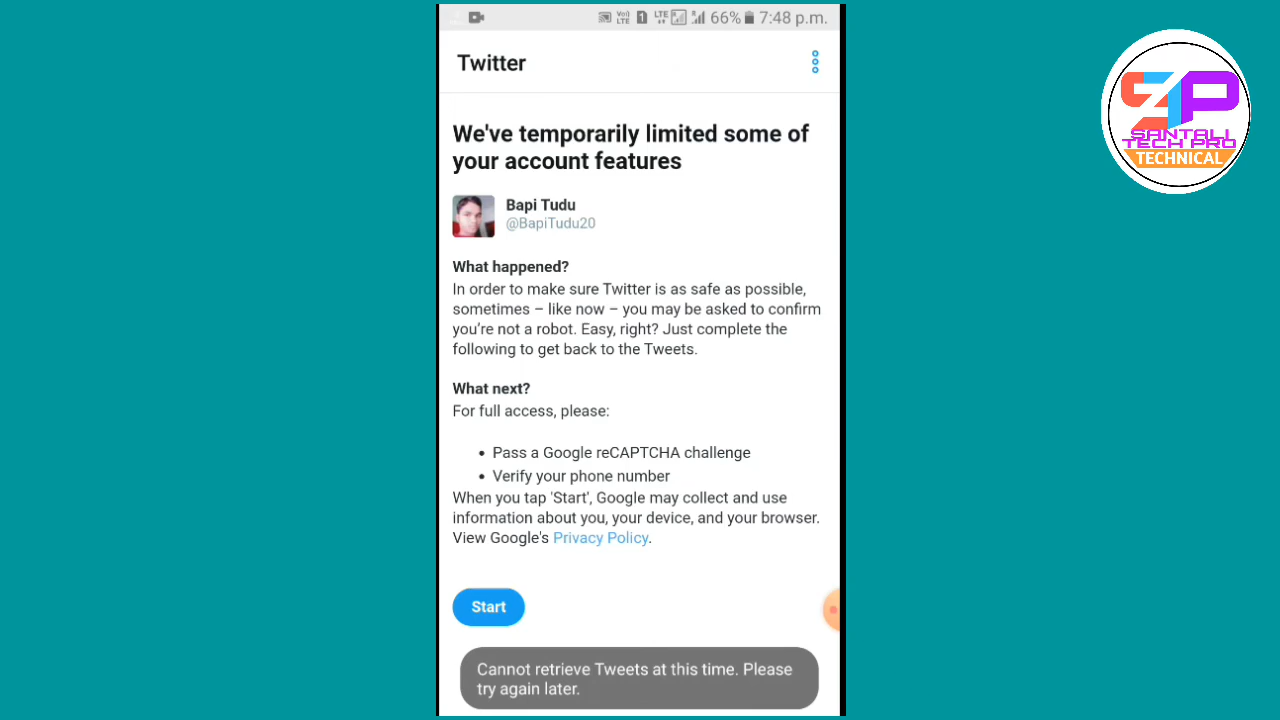 Vo) LTE 1 LTE R 66% 7:48 p.m.
Twitter
We've temporarily limited some of
your account features
Bapi Tudu
@BapiTudu20
What happened?
In order to make sure Twitter is as safe as possible,
sometimes – like now – you may be asked to confirm
you’re not a robot. Easy, right? Just complete the
following to get back to the Tweets.
What next?
For full access, please:
• Pass a Google reCAPTCHA challenge
• Verify your phone number
When you tap 'Start', Google may collect and use
information about you, your device, and your browser.
View Google's Privacy Policy.
Start
Cannot retrieve Tweets at this time. Please
try again later.
SANTALI
TECH PRO
TECHNICAL